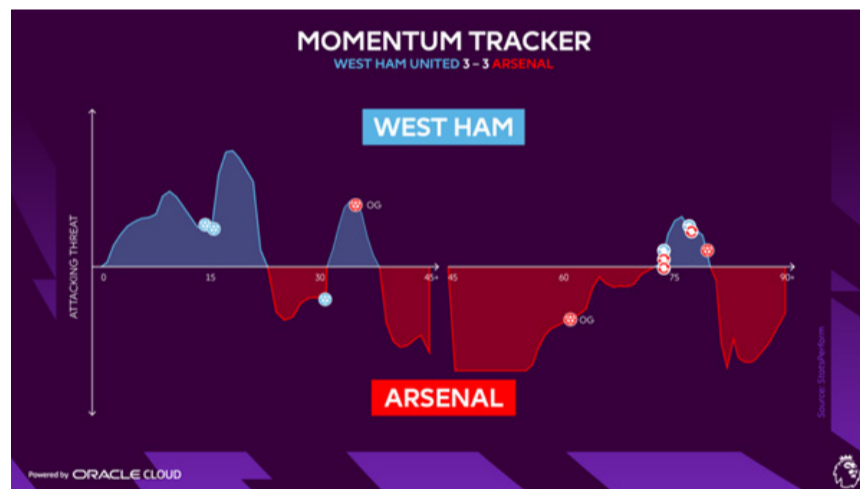 MOMENTUM TRACKER
WEST HAM UNITED 3 – 3 ARSENAL
WEST HAM
ATTACKING THREAT
OG
0 15 30 45+ 45 60 75 90+
OG
ARSENAL
Source: StatsPerform
Powered by ORACLE CLOUD